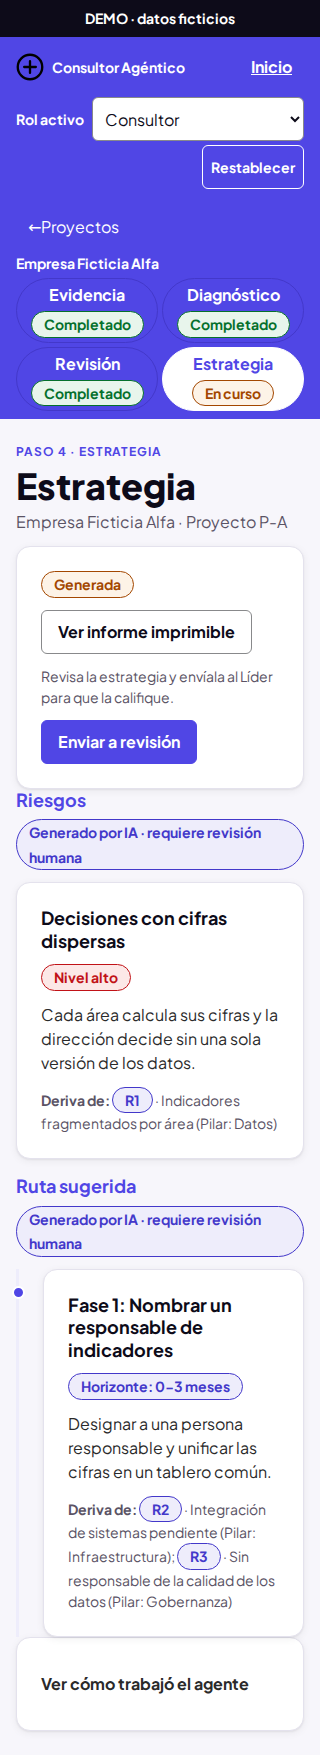 DEMO · datos ficticios
Consultor Agéntico
Inicio
Rol activo
Consultor
Restablecer
←Proyectos
Empresa Ficticia Alfa
Evidencia
Completado
Diagnóstico
Completado
Revisión
Completado
Estrategia
En curso
PASO 4 · ESTRATEGIA
Estrategia
Empresa Ficticia Alfa · Proyecto P-A
Generada
Ver informe imprimible
Revisa la estrategia y envíala al Líder
para que la califique.
Enviar a revisión
Riesgos
Generado por IA · requiere revisión
humana
Decisiones con cifras
dispersas
Nivel alto
Cada área calcula sus cifras y la
dirección decide sin una sola
versión de los datos.
Deriva de: R1 · Indicadores
fragmentados por área (Pilar: Datos)
Ruta sugerida
Generado por IA · requiere revisión
humana
Fase 1: Nombrar un
responsable de
indicadores
Horizonte: 0-3 meses
Designar a una persona
responsable y unificar las
cifras en un tablero común.
Deriva de: R2 · Integración
de sistemas pendiente (Pilar:
Infraestructura); R3 · Sin
responsable de la calidad de los
datos (Pilar: Gobernanza)
Ver cómo trabajó el agente